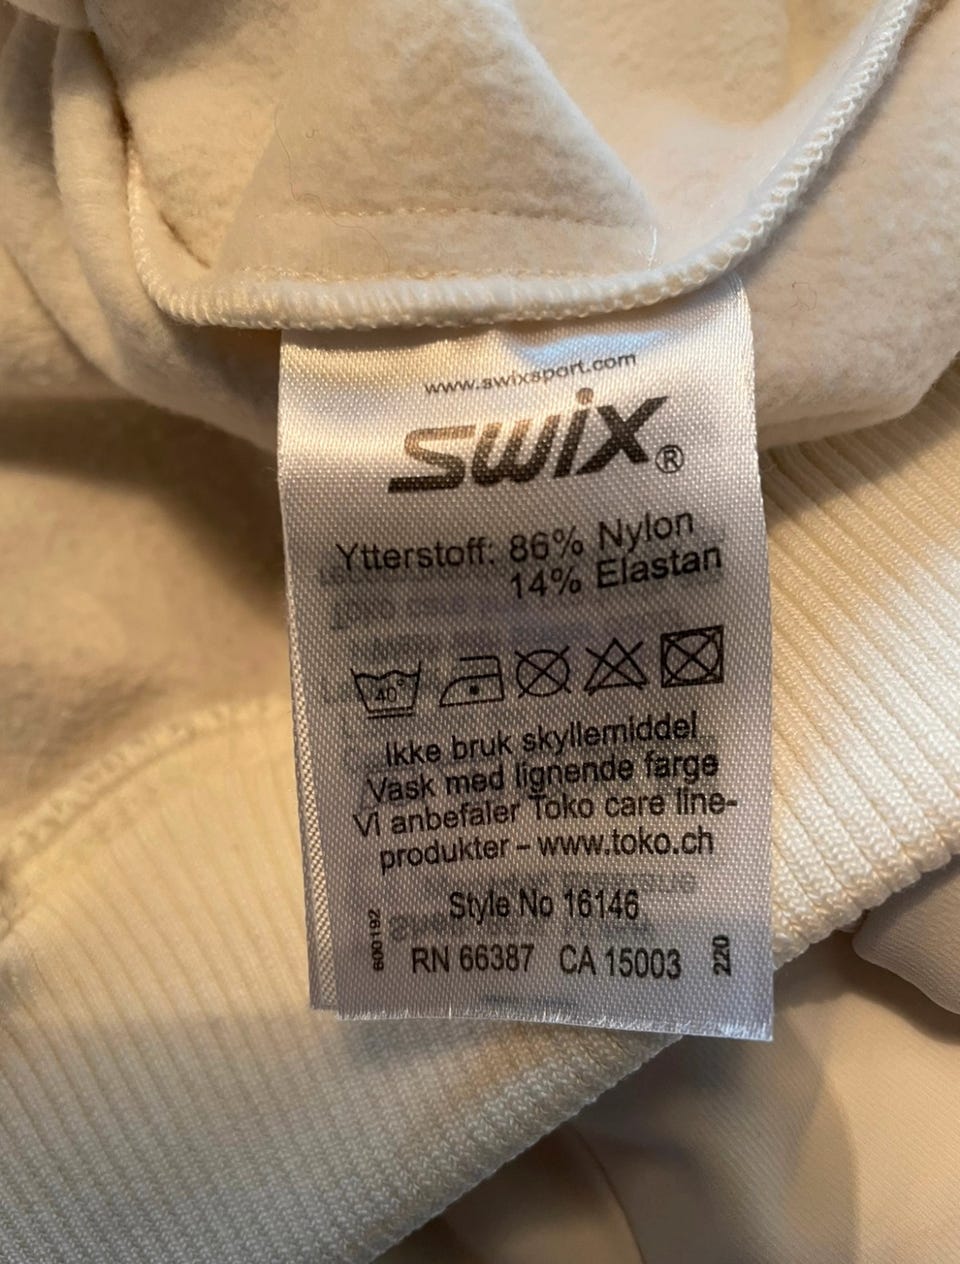 www.swixsport.com
swix®
Ytterstoff: 86% Nylon
14% Elastan
40°
Ikke bruk skyllemiddel
Vask med lignende farge
Vi anbefaler Toko care line-
produkter – www.toko.ch
Style No 16146
600192
RN 66387 CA 15003
220